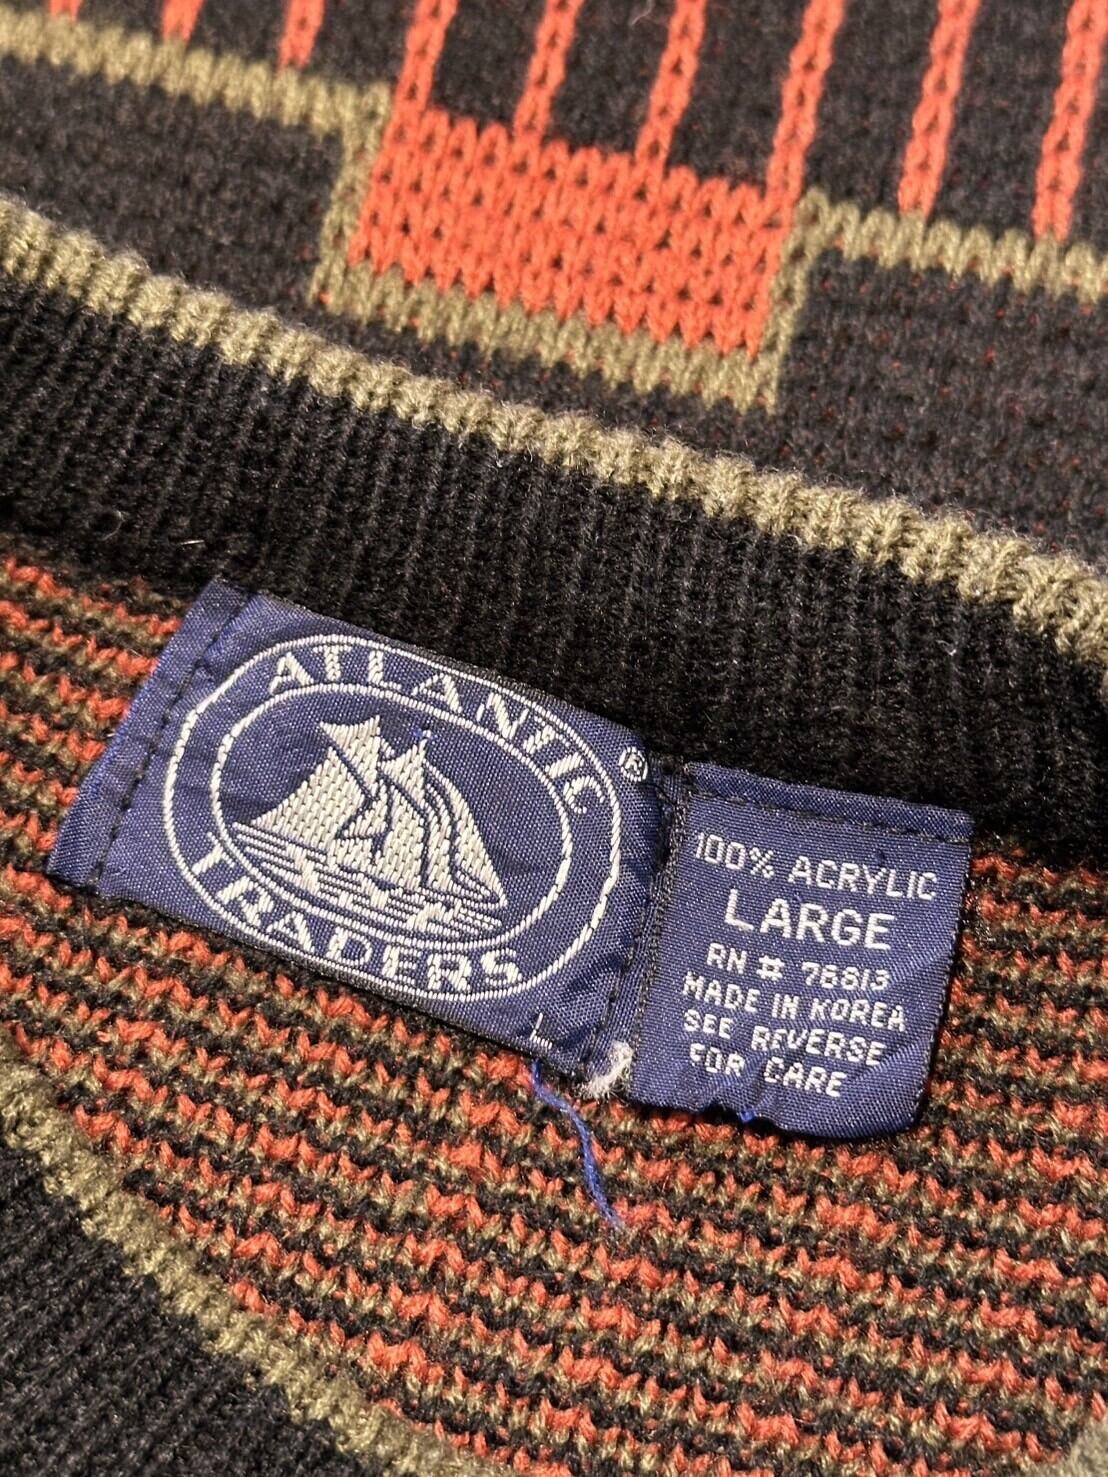 ATLANTIC
®
TRADERS
L
100% ACRYLIC
LARGE
RN # 76813
MADE IN KOREA
SEE REVERSE
FOR CARE